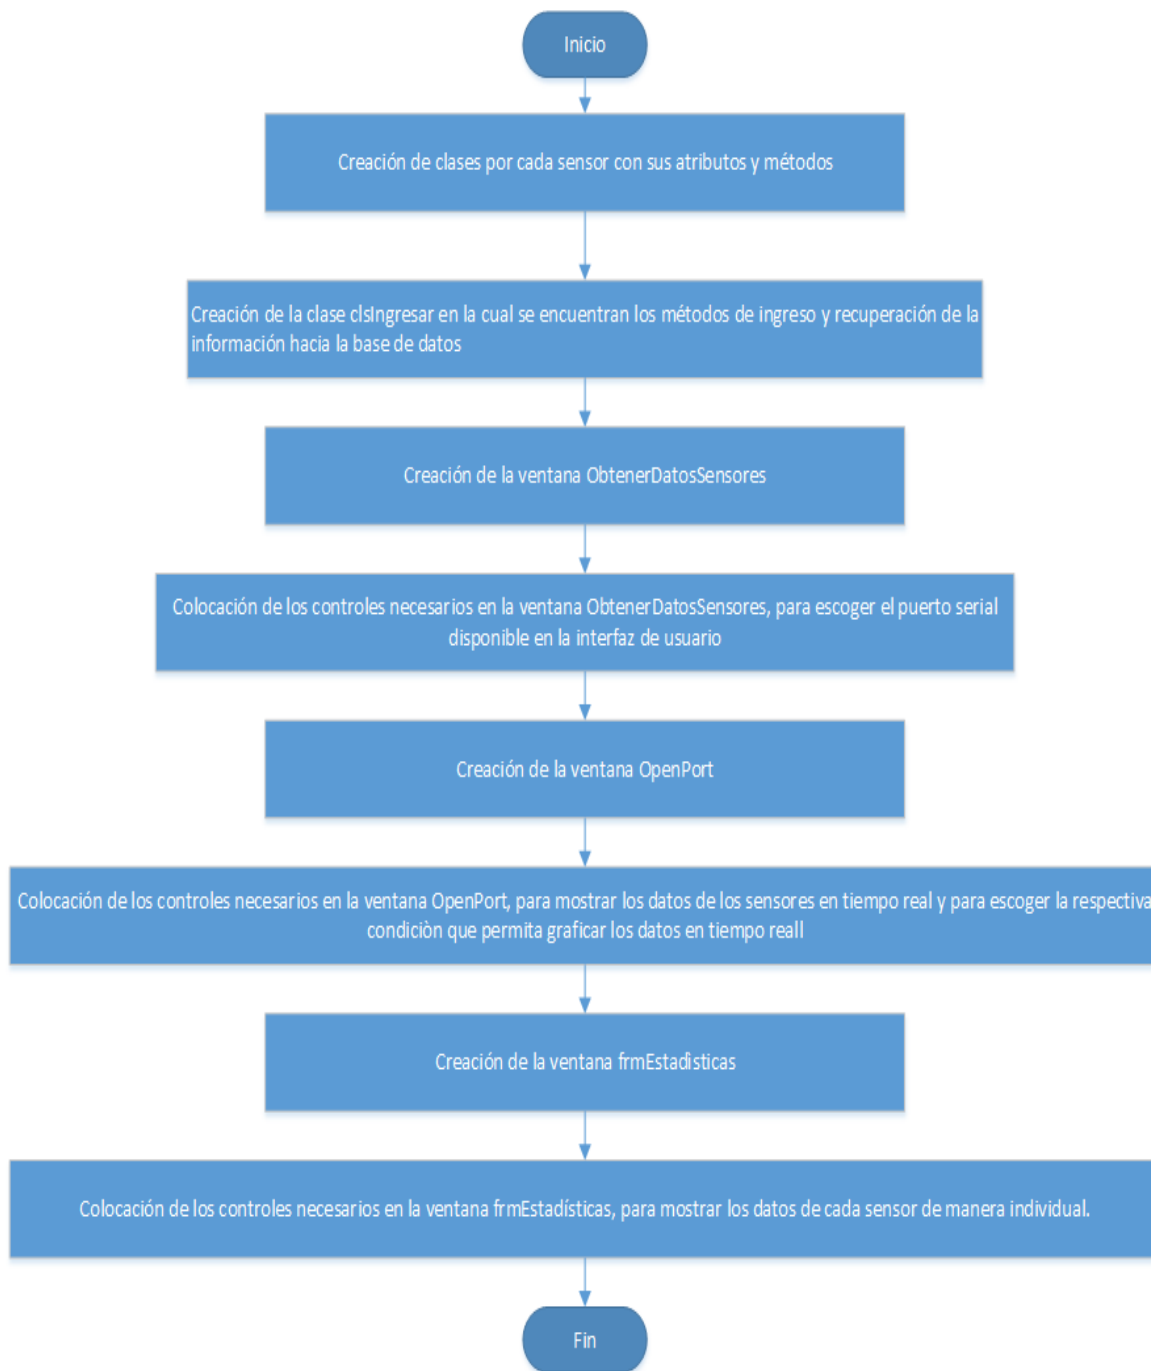 Inicio
Creación de clases por cada sensor con sus atributos y métodos
Creación de la clase clsIngresar en la cual se encuentran los métodos de ingreso y recuperación de la
información hacia la base de datos
Creación de la ventana ObtenerDatosSensores
Colocación de los controles necesarios en la ventana ObtenerDatosSensores, para escoger el puerto serial
disponible en la interfaz de usuario
Creación de la ventana OpenPort
Colocación de los controles necesarios en la ventana OpenPort, para mostrar los datos de los sensores en tiempo real y para escoger la respectiva
condiciòn que permita graficar los datos en tiempo reall
Creación de la ventana frmEstadìsticas
Colocación de los controles necesarios en la ventana frmEstadísticas, para mostrar los datos de cada sensor de manera individual.
Fin